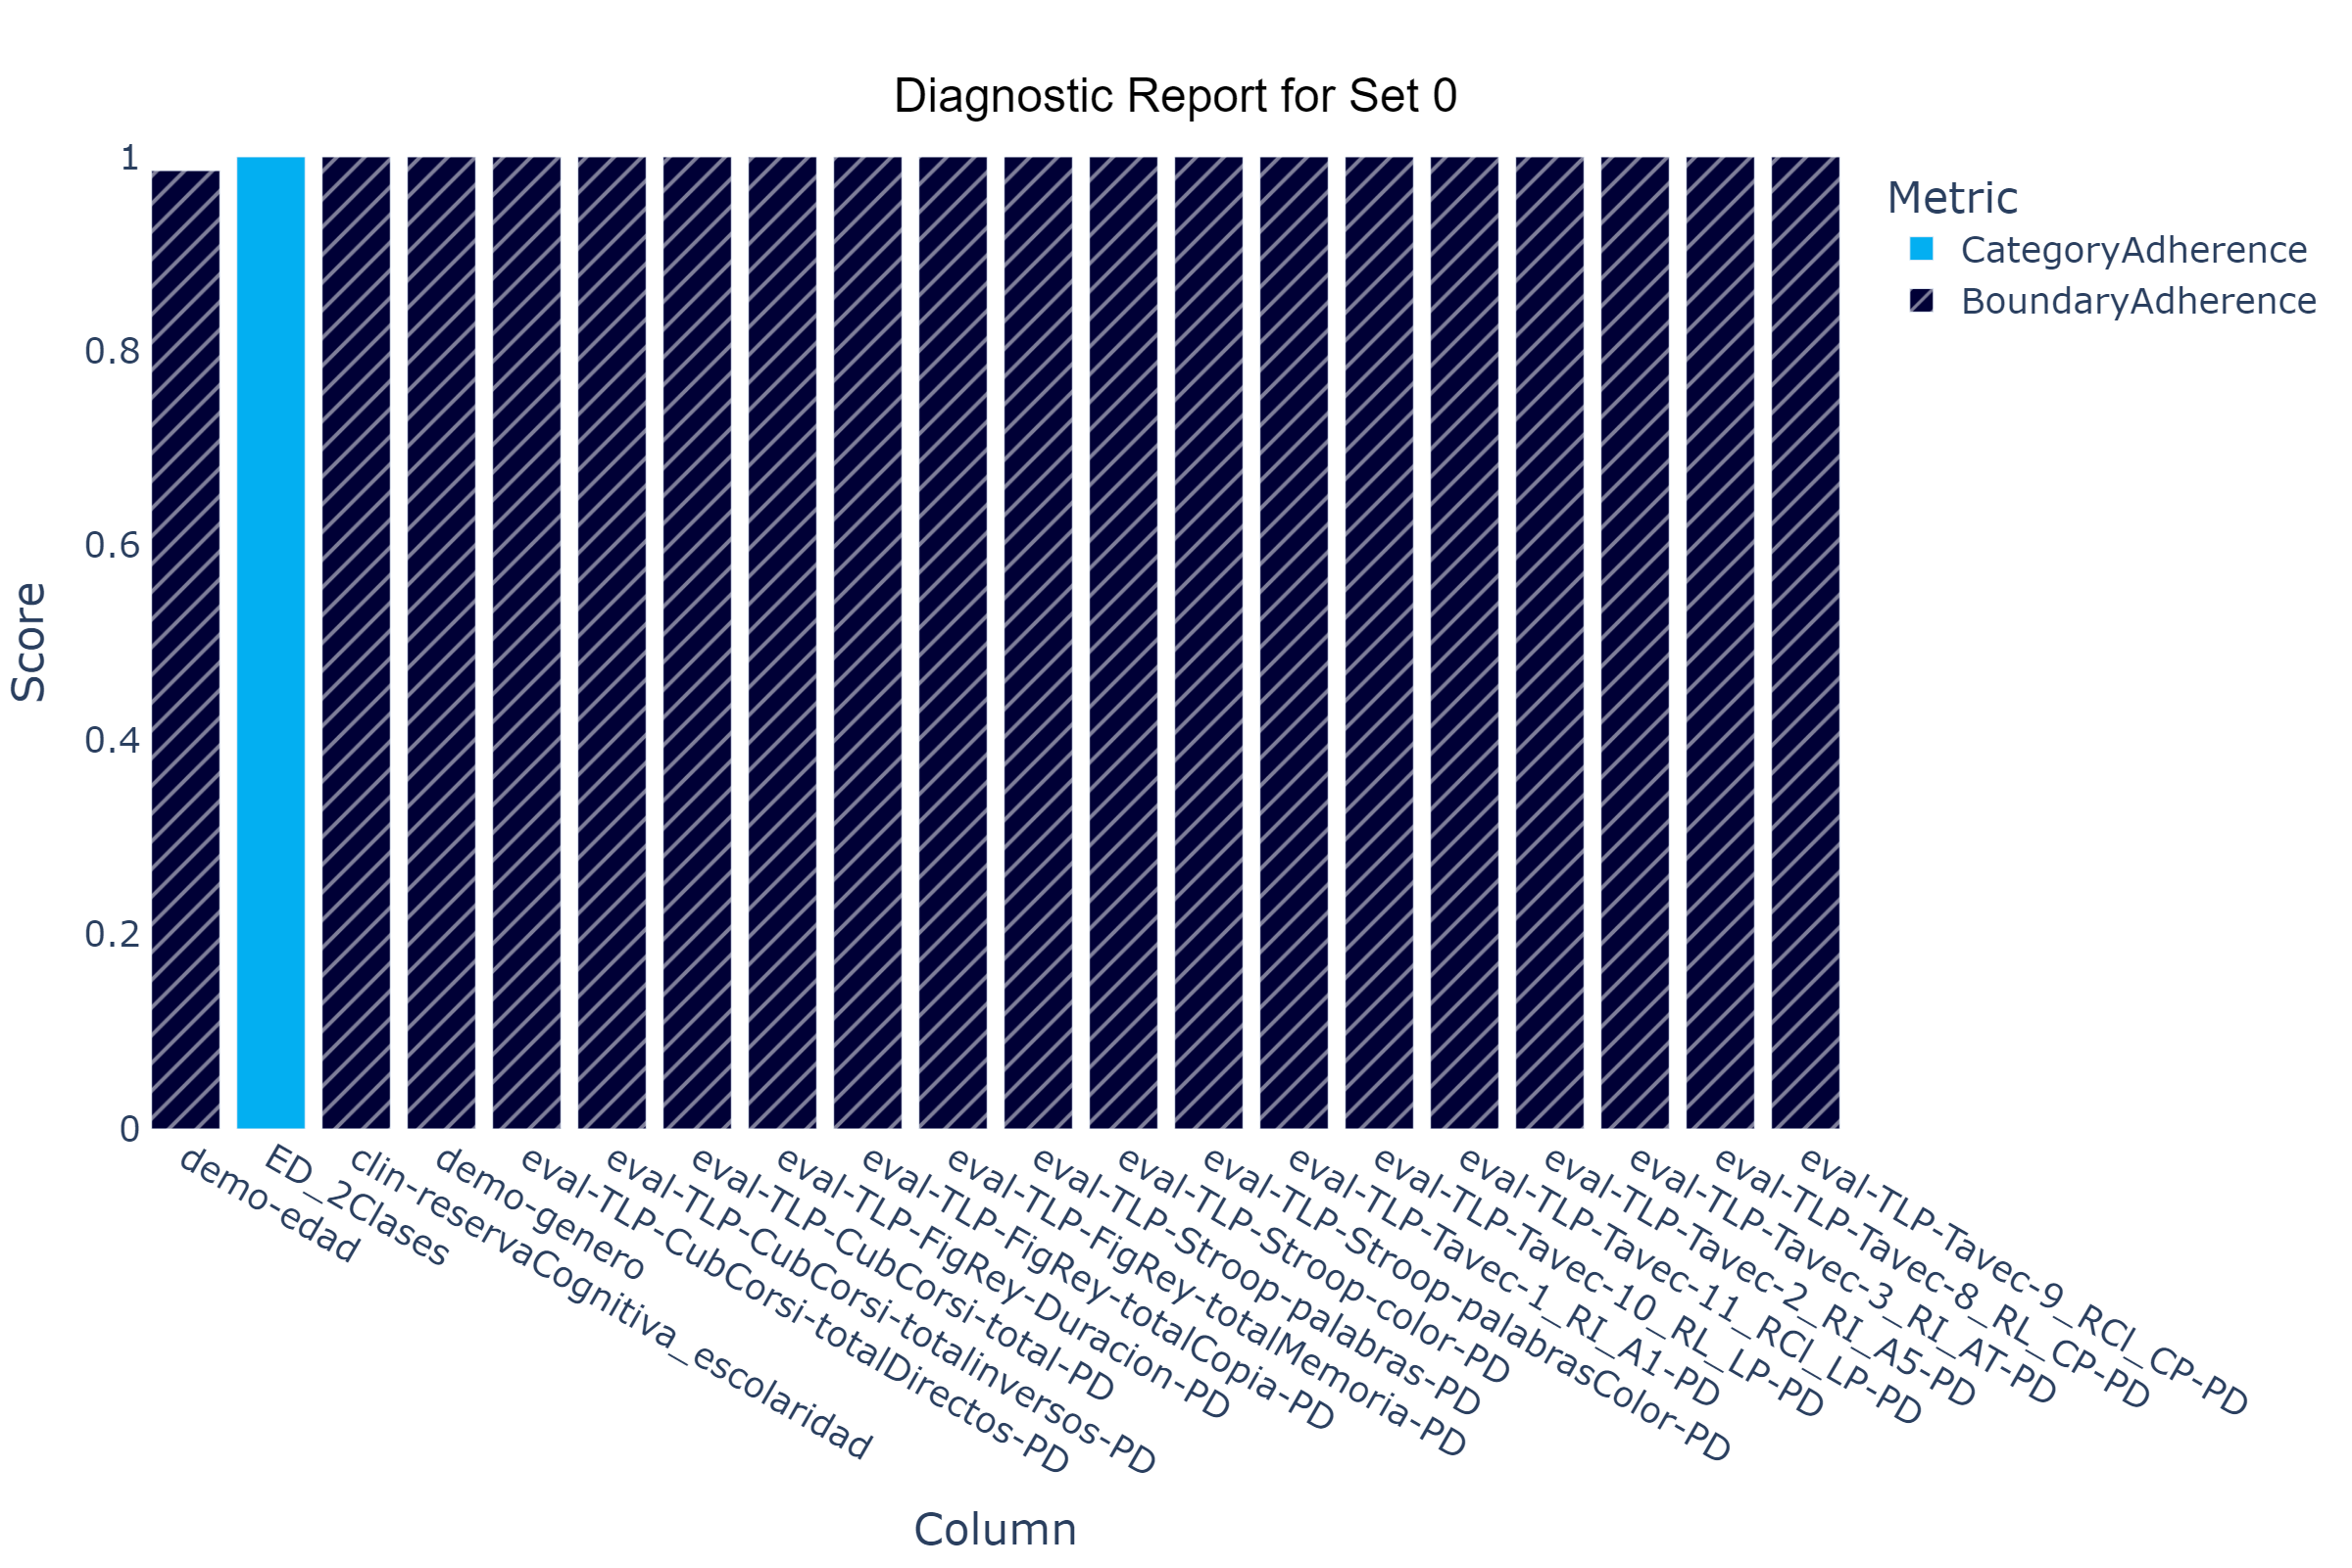 Diagnostic Report for Set 0
1
0.8
0.6
0.4
0.2
0
Score
Metric
CategoryAdherence
BoundaryAdherence
demo-edad
ED_2Clases
clin-reservaCognitiva_escolaridad
demo-genero
eval-TLP-CubCorsi-totalDirectos-PD
eval-TLP-CubCorsi-totalinversos-PD
eval-TLP-CubCorsi-total-PD
eval-TLP-FigRey-Duracion-PD
eval-TLP-FigRey-totalCopia-PD
eval-TLP-FigRey-totalMemoria-PD
eval-TLP-Stroop-palabras-PD
eval-TLP-Stroop-color-PD
eval-TLP-Stroop-palabrasColor-PD
eval-TLP-Tavec-1_RI_A1-PD
eval-TLP-Tavec-10_RL_LP-PD
eval-TLP-Tavec-11_RCl_LP-PD
eval-TLP-Tavec-2_RI_A5-PD
eval-TLP-Tavec-3_RI_AT-PD
eval-TLP-Tavec-8_RL_CP-PD
eval-TLP-Tavec-9_RCl_CP-PD
Column